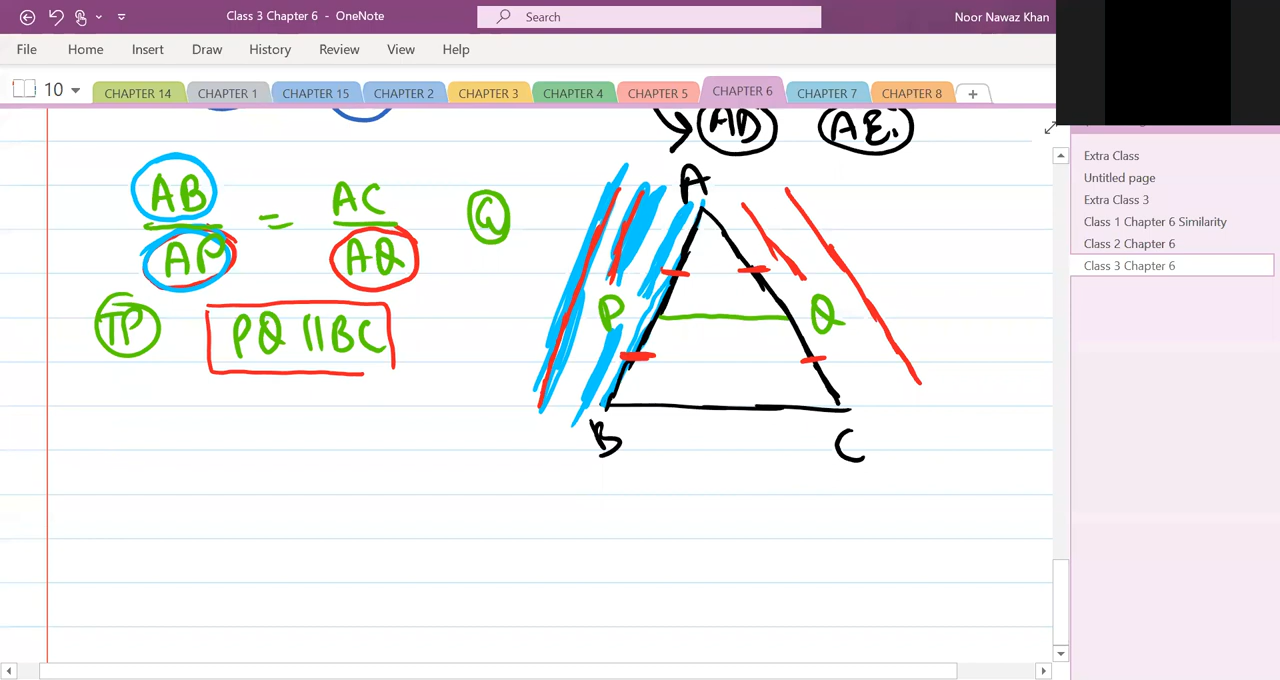 Class 3 Chapter 6 - OneNote
Search
Noor Nawaz Khan
File Home Insert Draw History Review View Help
10
CHAPTER 14 CHAPTER 1 CHAPTER 15 CHAPTER 2 CHAPTER 3 CHAPTER 4 CHAPTER 5 CHAPTER 6 CHAPTER 7 CHAPTER 8 +
Extra Class
Untitled page
Extra Class 3
Class 1 Chapter 6 Similarity
Class 2 Chapter 6
Class 3 Chapter 6
AD AE.
AB = AC
AP AQ
Q
TP PQ || BC
A
P Q
B C